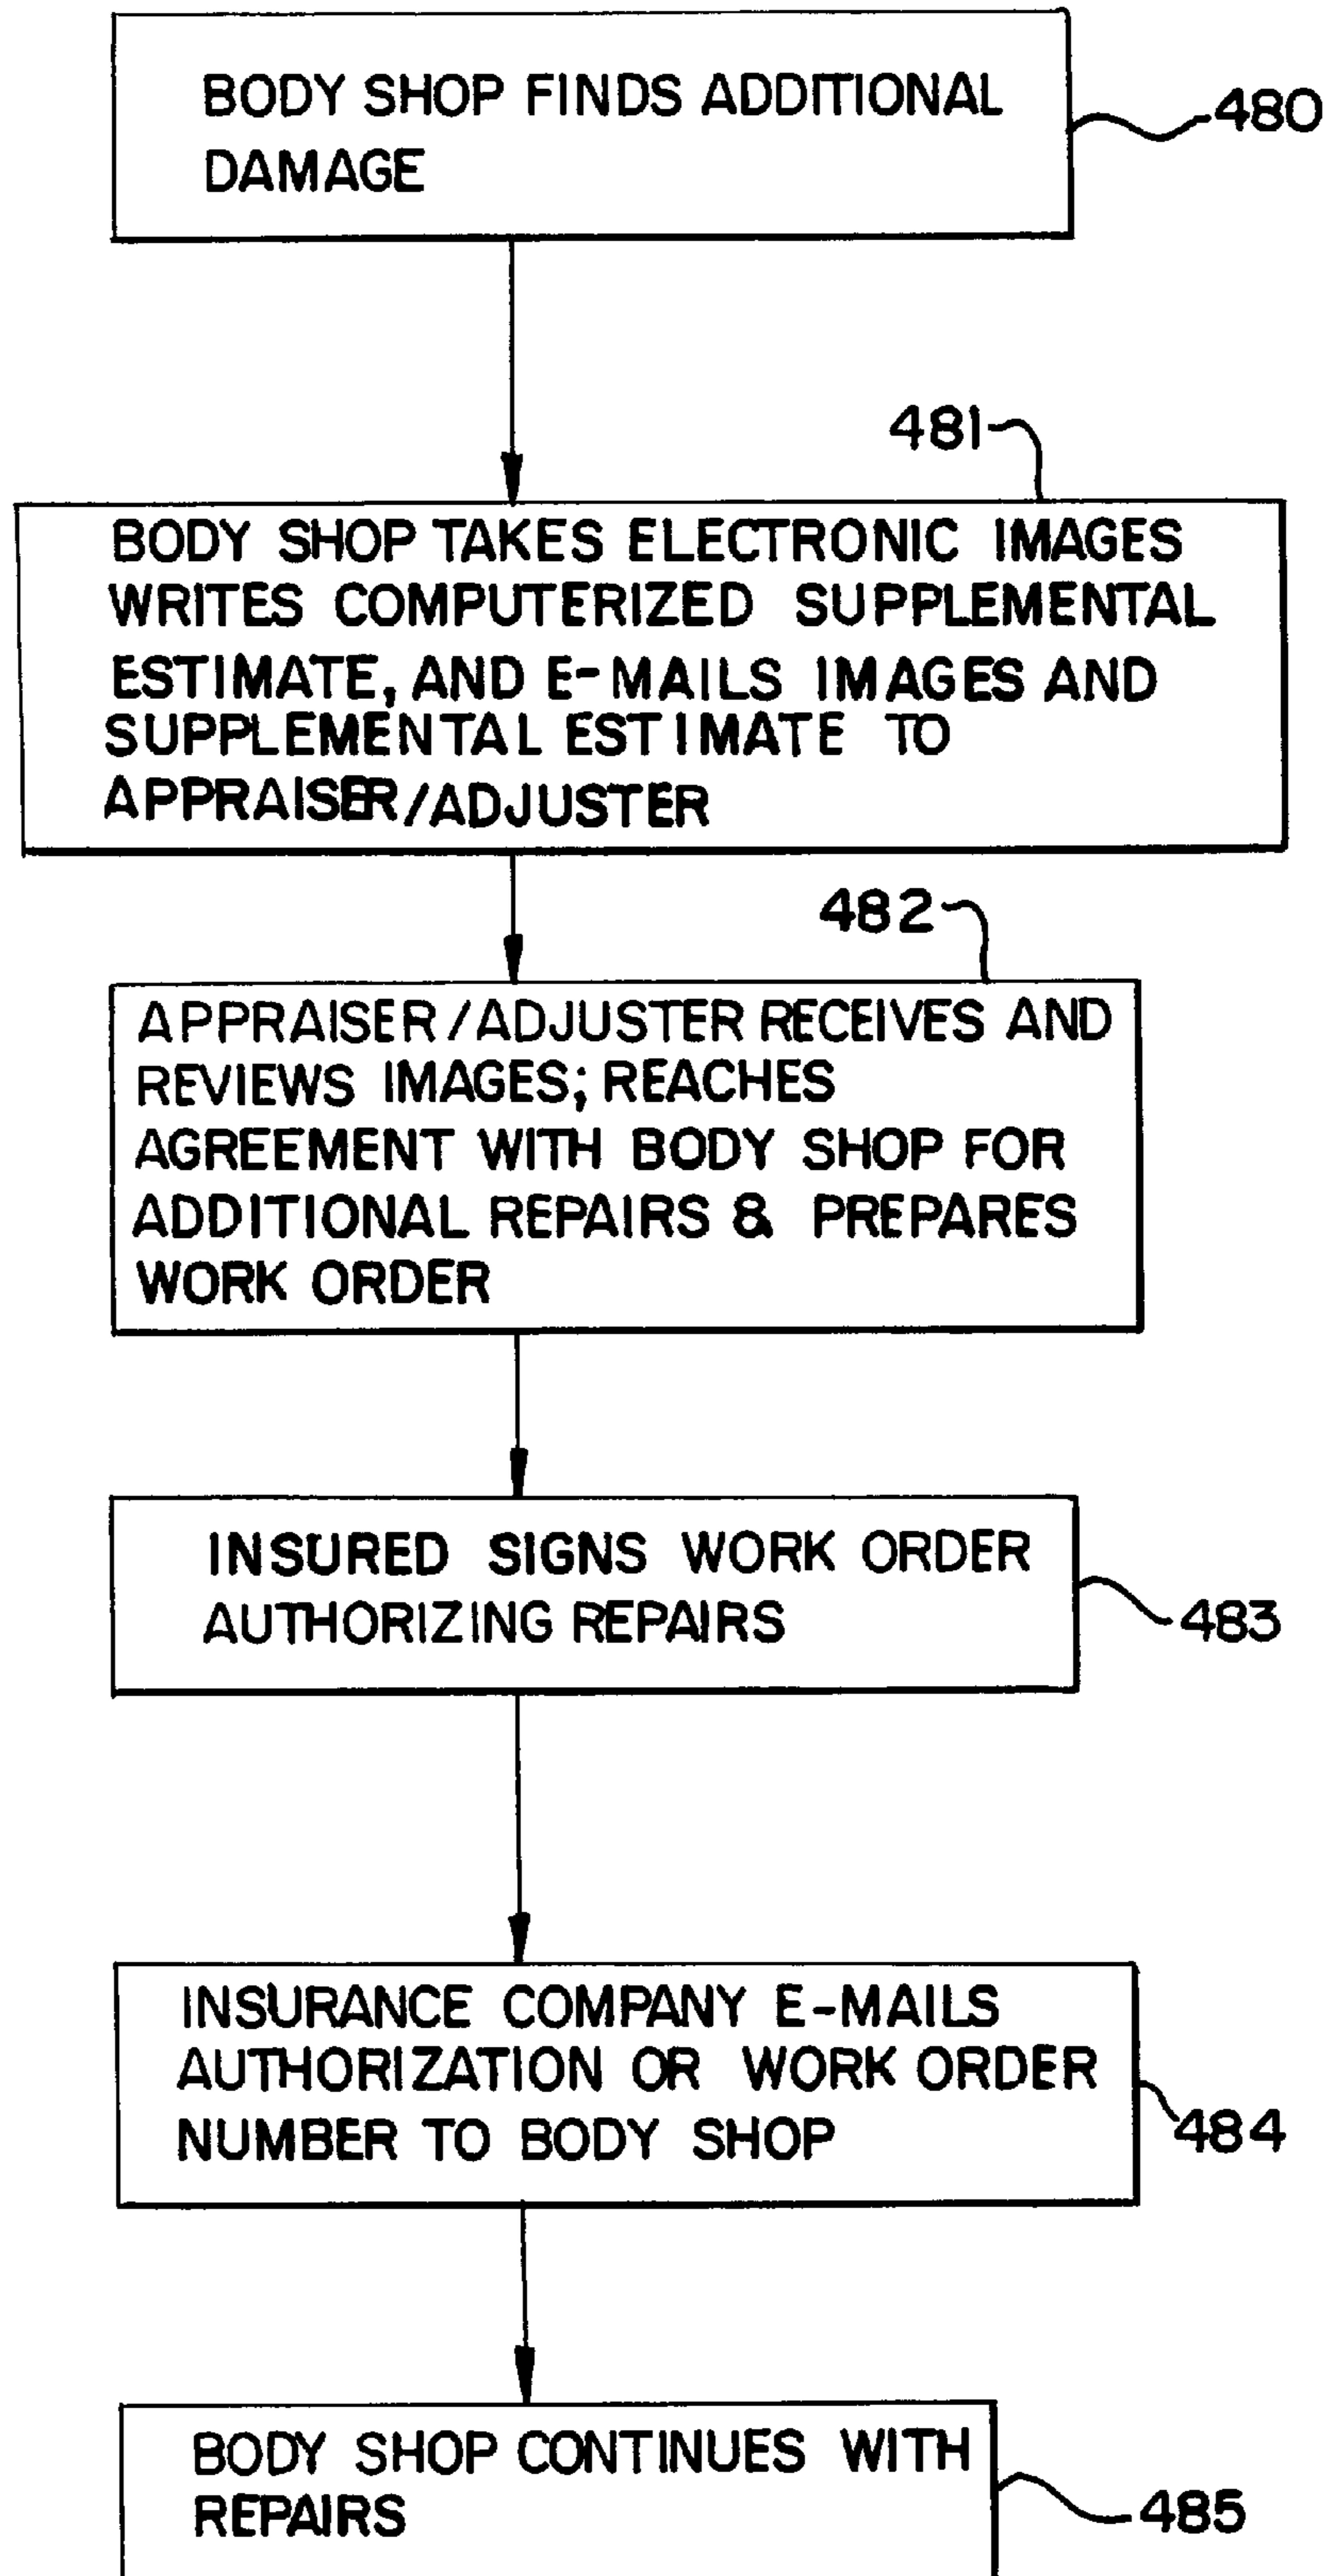 BODY SHOP FINDS ADDITIONAL
DAMAGE
480
481
BODY SHOP TAKES ELECTRONIC IMAGES
WRITES COMPUTERIZED SUPPLEMENTAL
ESTIMATE, AND E-MAILS IMAGES AND
SUPPLEMENTAL ESTIMATE TO
APPRAISER/ADJUSTER
482
APPRAISER/ADJUSTER RECEIVES AND
REVIEWS IMAGES; REACHES
AGREEMENT WITH BODY SHOP FOR
ADDITIONAL REPAIRS & PREPARES
WORK ORDER
INSURED SIGNS WORK ORDER
AUTHORIZING REPAIRS
483
INSURANCE COMPANY E-MAILS
AUTHORIZATION OR WORK ORDER
NUMBER TO BODY SHOP
484
BODY SHOP CONTINUES WITH
REPAIRS
485